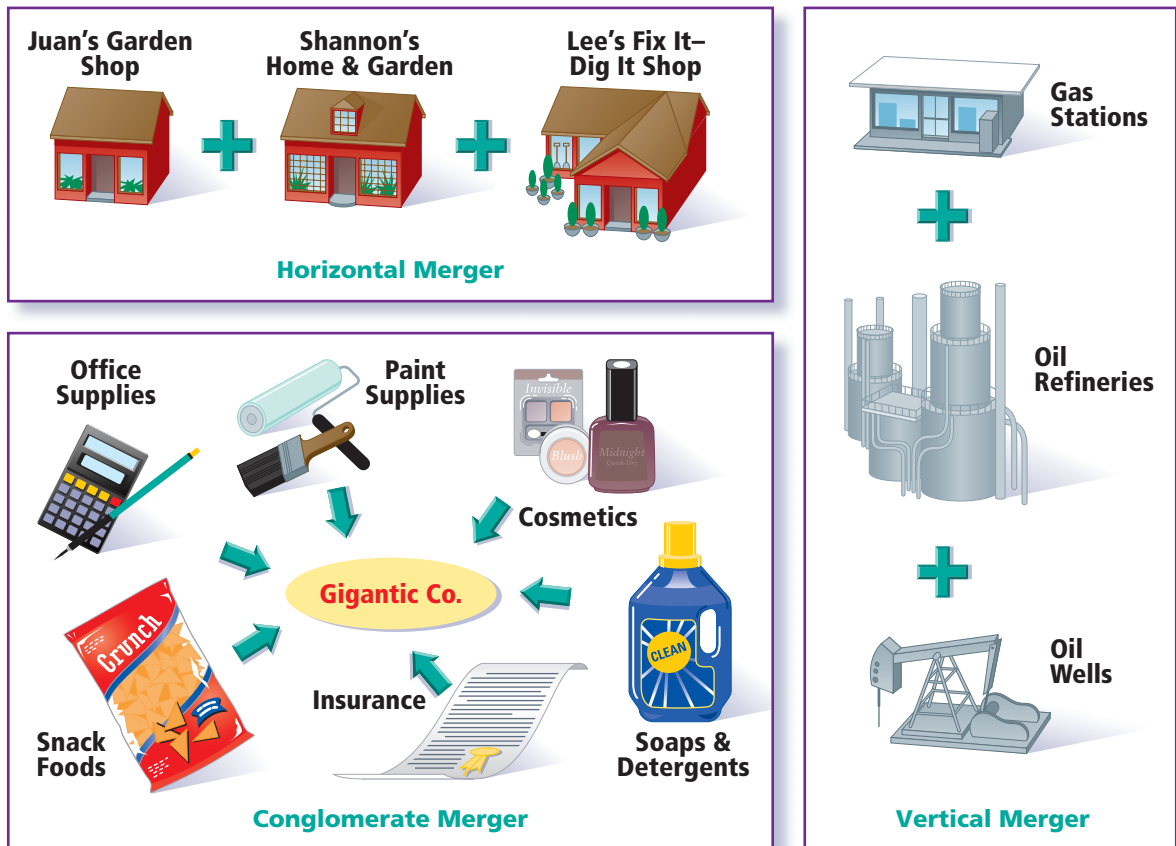 Juan's Garden
Shop
Shannon's
Home & Garden
Lee's Fix It–
Dig It Shop
Horizontal Merger
Office
Supplies
Paint
Supplies
Invisible
Blush
Midnight
Quick-Dry
Cosmetics
Gigantic Co.
Crunch
Snack
Foods
Insurance
CLEAN
Soaps &
Detergents
Conglomerate Merger
Gas
Stations
Oil
Refineries
Oil
Wells
Vertical Merger